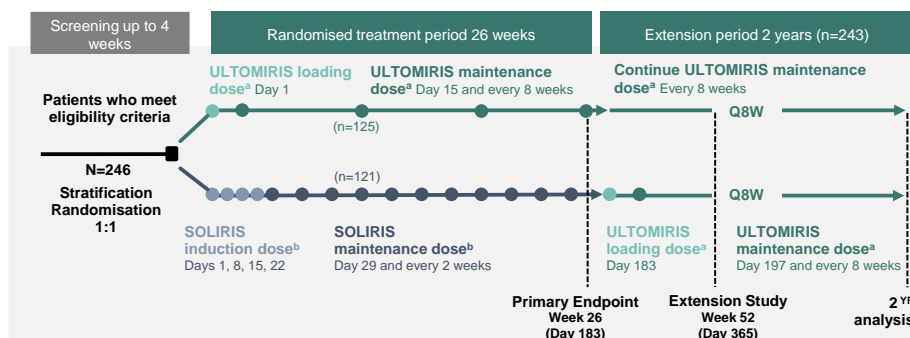 Screening up to 4
weeks
Randomised treatment period 26 weeks
Extension period 2 years (n=243)
ULTOMIRIS loading
doseᵃ Day 1
ULTOMIRIS maintenance
doseᵃ Day 15 and every 8 weeks
Continue ULTOMIRIS maintenance
doseᵃ Every 8 weeks
Patients who meet
eligibility criteria
(n=125)
Q8W
N=246
Stratification
Randomisation
1:1
(n=121)
Q8W
SOLIRIS
induction doseᵇ
Days 1, 8, 15, 22
SOLIRIS
maintenance doseᵇ
Day 29 and every 2 weeks
ULTOMIRIS
loading doseᵃ
Day 183
ULTOMIRIS
maintenance doseᵃ
Day 197 and every 8 weeks
Primary Endpoint
Week 26
(Day 183)
Extension Study
Week 52
(Day 365)
2
analysis